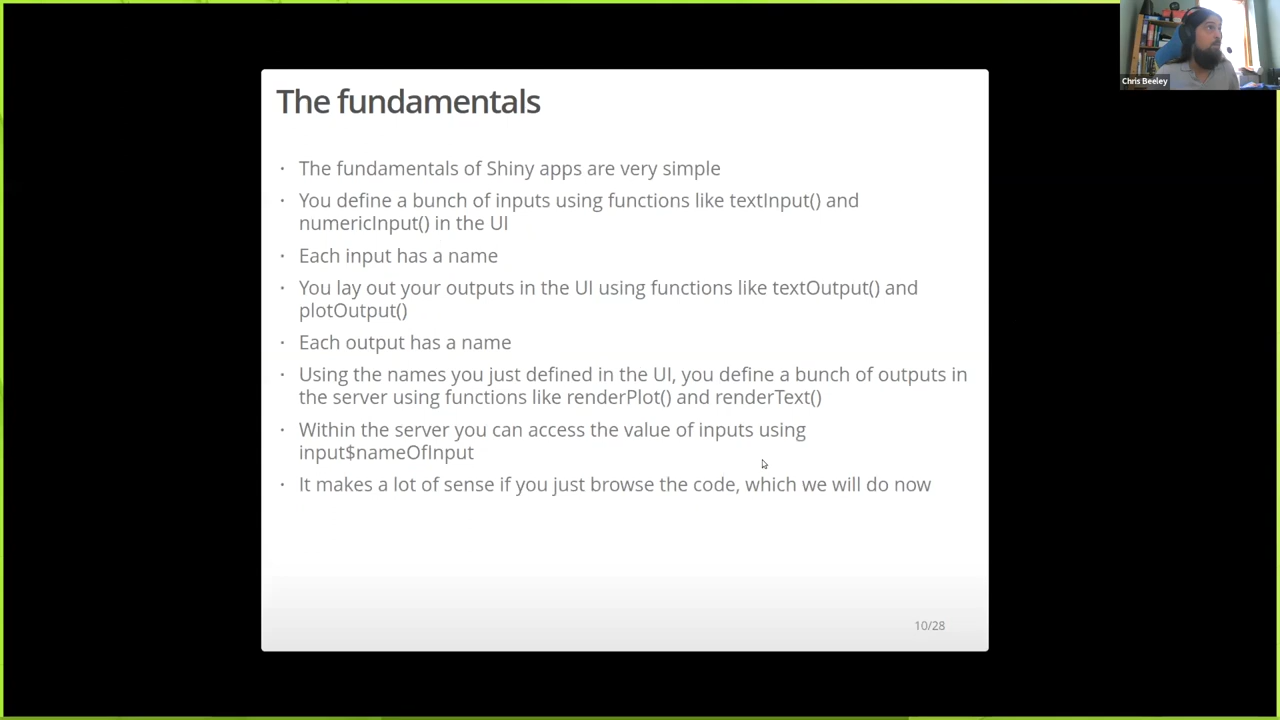 Chris Beeley
The fundamentals
· The fundamentals of Shiny apps are very simple
· You define a bunch of inputs using functions like textInput() and
numericInput() in the UI
· Each input has a name
· You lay out your outputs in the UI using functions like textOutput() and
plotOutput()
· Each output has a name
· Using the names you just defined in the UI, you define a bunch of outputs in
the server using functions like renderPlot() and renderText()
· Within the server you can access the value of inputs using
input$nameOfInput
· It makes a lot of sense if you just browse the code, which we will do now
10/28